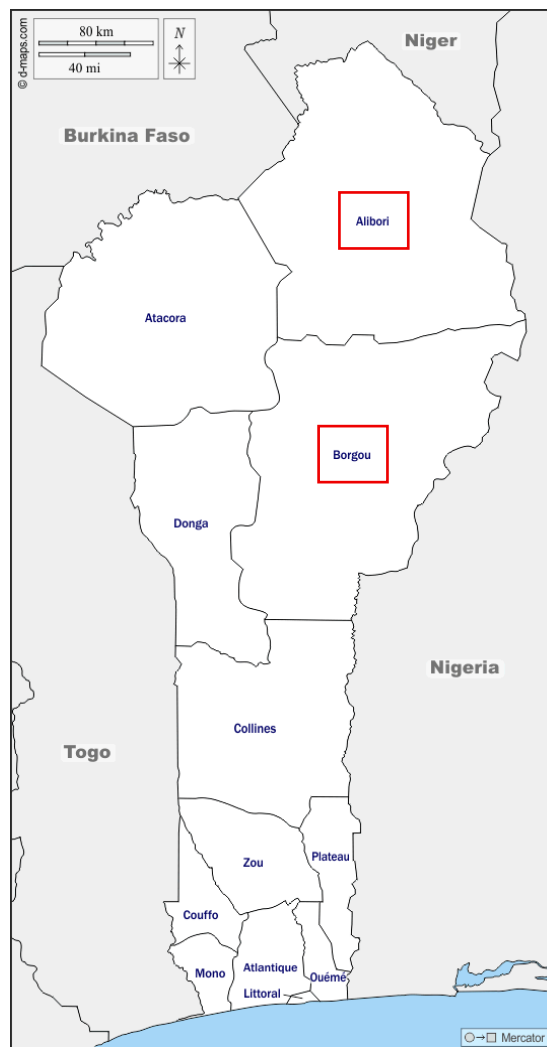 © d-maps.com
80 km
40 mi
N
Niger
Burkina Faso
Alibori
Atacora
Borgou
Donga
Nigeria
Collines
Togo
Plateau
Zou
Couffo
Atlantique
Mono
Ouémé
Littoral
Mercator